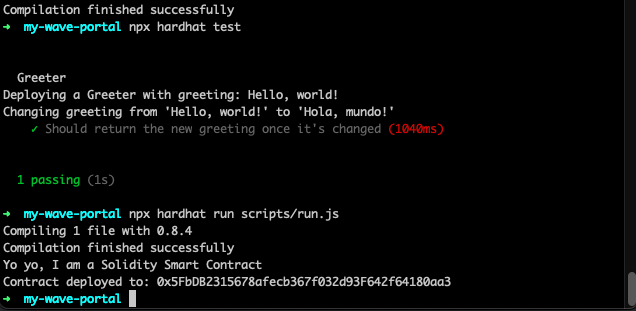 Compilation finished successfully
→ my-wave-portal npx hardhat test
Greeter
Deploying a Greeter with greeting: Hello, world!
Changing greeting from 'Hello, world!' to 'Hola, mundo!'
✓ Should return the new greeting once it's changed (1040ms)
1 passing (1s)
→ my-wave-portal npx hardhat run scripts/run.js
Compiling 1 file with 0.8.4
Compilation finished successfully
Yo yo, I am a Solidity Smart Contract
Contract deployed to: 0x5FbDB2315678afecb367f032d93F642f64180aa3
→ my-wave-portal